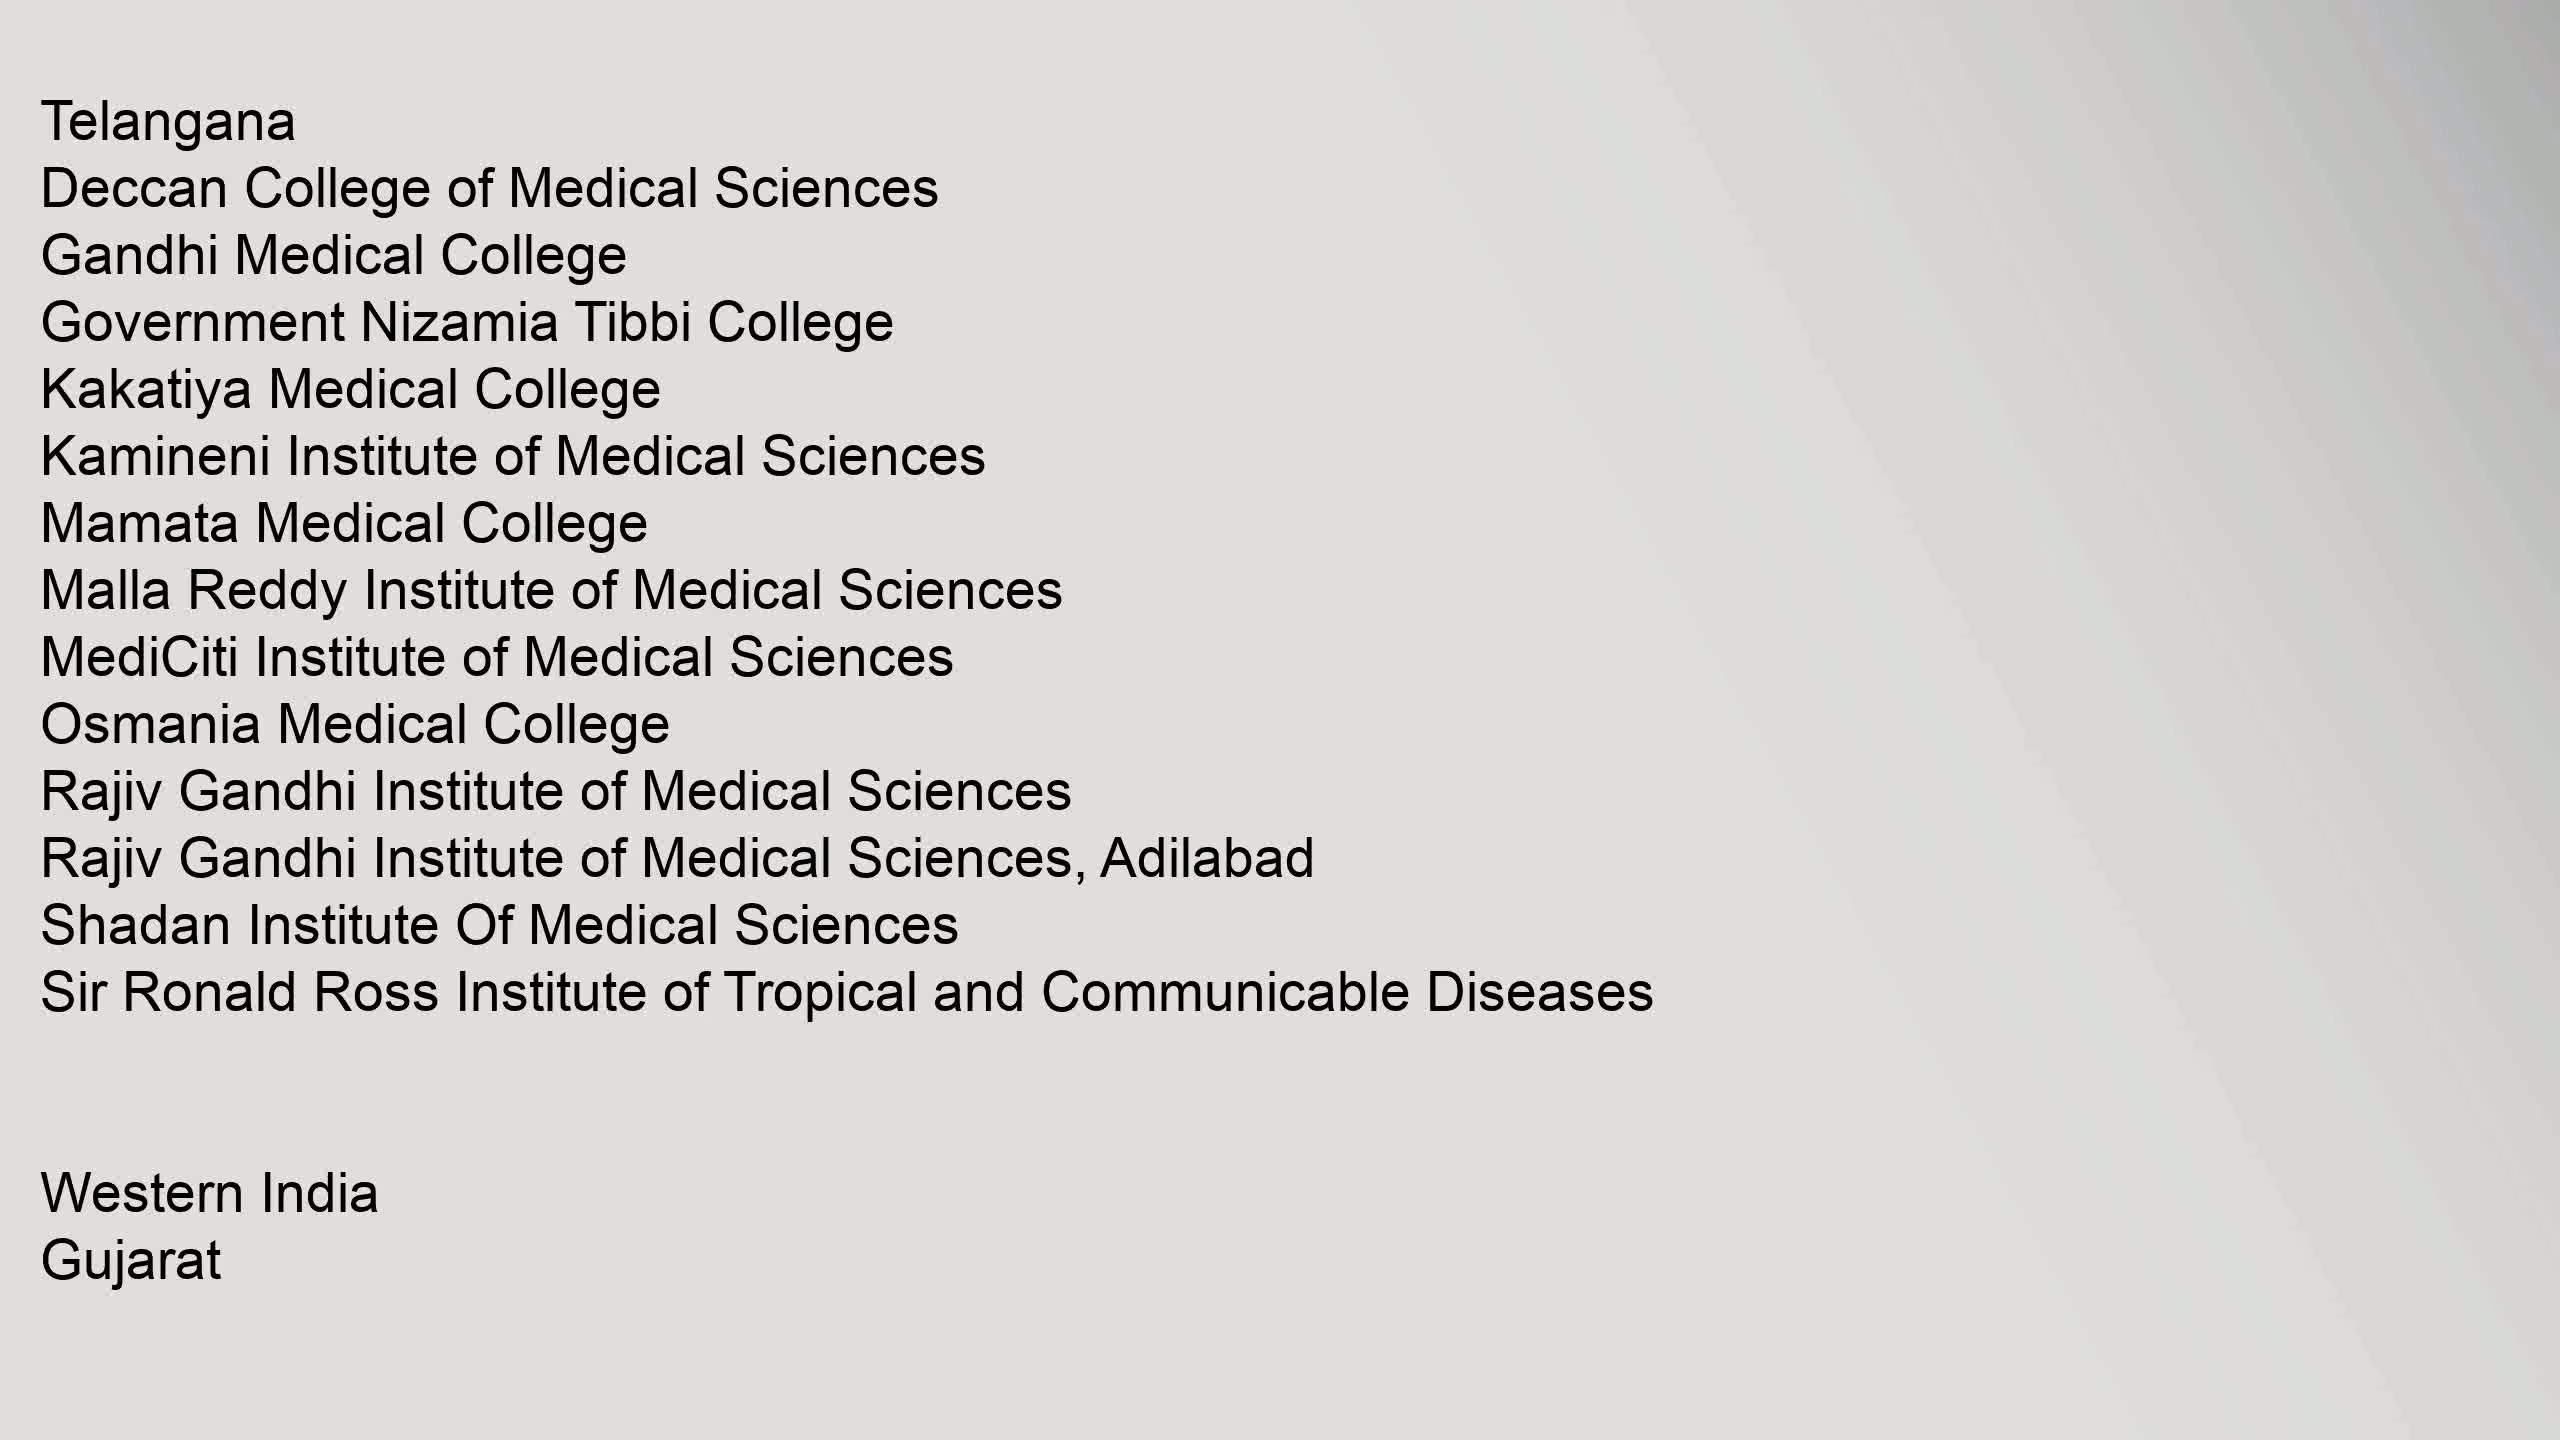 Telangana
Deccan College of Medical Sciences
Gandhi Medical College
Government Nizamia Tibbi College
Kakatiya Medical College
Kamineni Institute of Medical Sciences
Mamata Medical College
Malla Reddy Institute of Medical Sciences
MediCiti Institute of Medical Sciences
Osmania Medical College
Rajiv Gandhi Institute of Medical Sciences
Rajiv Gandhi Institute of Medical Sciences, Adilabad
Shadan Institute Of Medical Sciences
Sir Ronald Ross Institute of Tropical and Communicable Diseases
Western India
Gujarat